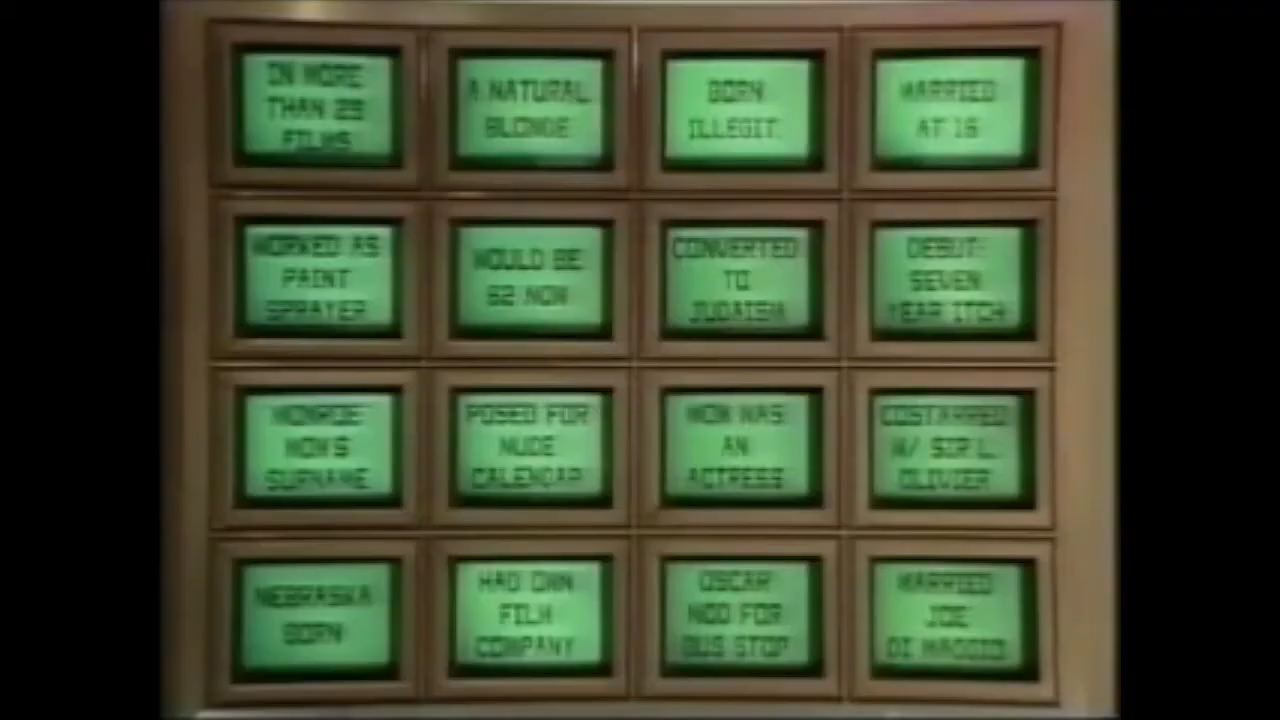 IN MORE
THAN 25
FILMS
A NATURAL
BLONDE
BORN
ILLEGIT.
MARRIED
AT 16
WORKED AS
PAINT
SPRAYER
WOULD BE
62 NOW
CONVERTED
TO
JUDAISM
DEBUT:
SEVEN
YEAR ITCH
MONROE
MOM'S
SURNAME
POSED FOR
NUDE
CALENDAR
MOM WAS
AN
ACTRESS
COSTARRED
W/ SIR L.
OLIVIER
NEBRASKA
BORN
HAD OWN
FILM
COMPANY
OSCAR
NOD FOR
BUS STOP
MARRIED
JOE
DI MAGGIO